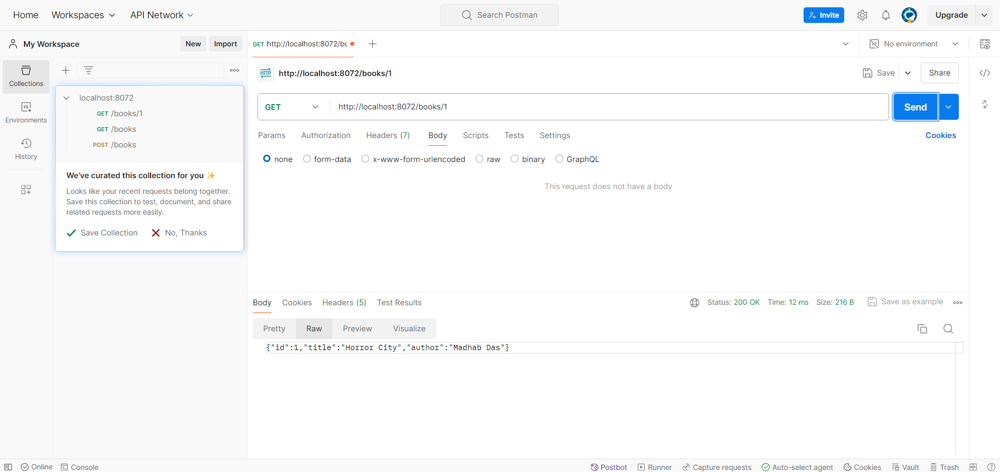 Home Workspaces API Network Search Postman Invite Upgrade
My Workspace New Import GET http://localhost:8072/bo No environment
Collections
Environments
History
localhost:8072
GET /books/1
GET /books
POST /books
We've curated this collection for you ✨
Looks like your recent requests belong together.
Save this collection to test, document, and share
related requests more easily.
Save Collection No, Thanks
HTTP http://localhost:8072/books/1 Save Share
GET http://localhost:8072/books/1 Send
Params Authorization Headers (7) Body Scripts Tests Settings Cookies
none form-data x-www-form-urlencoded raw binary GraphQL
This request does not have a body
Body Cookies Headers (5) Test Results Status: 200 OK Time: 12 ms Size: 216 B Save as example
Pretty Raw Preview Visualize
{"id":1,"title":"Horror City","author":"Madhab Das"}
Online Console Postbot Runner Capture requests Auto-select agent Cookies Vault Trash